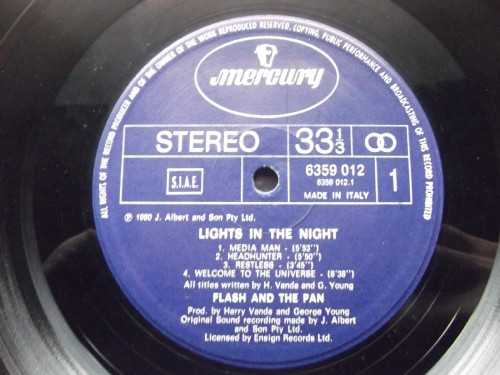 ALL RIGHTS OF THE RECORD PRODUCER AND OF THE OWNER OF THE WORK REPRODUCED RESERVED. COPYING, PUBLIC PERFORMANCE AND BROADCASTING OF THIS RECORD PROHIBITED
mercury
STEREO 33 1/3
S.I.A.E.
6359 012
6359 012.1
MADE IN ITALY
1
℗ 1980 J. Albert and Son Pty Ltd.
LIGHTS IN THE NIGHT
1. MEDIA MAN - (5'53'')
2. HEADHUNTER - (5'50'')
3. RESTLESS - (3'45'')
4. WELCOME TO THE UNIVERSE - (8'38'')
All titles written by H. Vanda and G. Young
FLASH AND THE PAN
Prod. by Harry Vanda and George Young
Original Sound recording made by J. Albert
and Son Pty Ltd.
Licensed by Ensign Records Ltd.